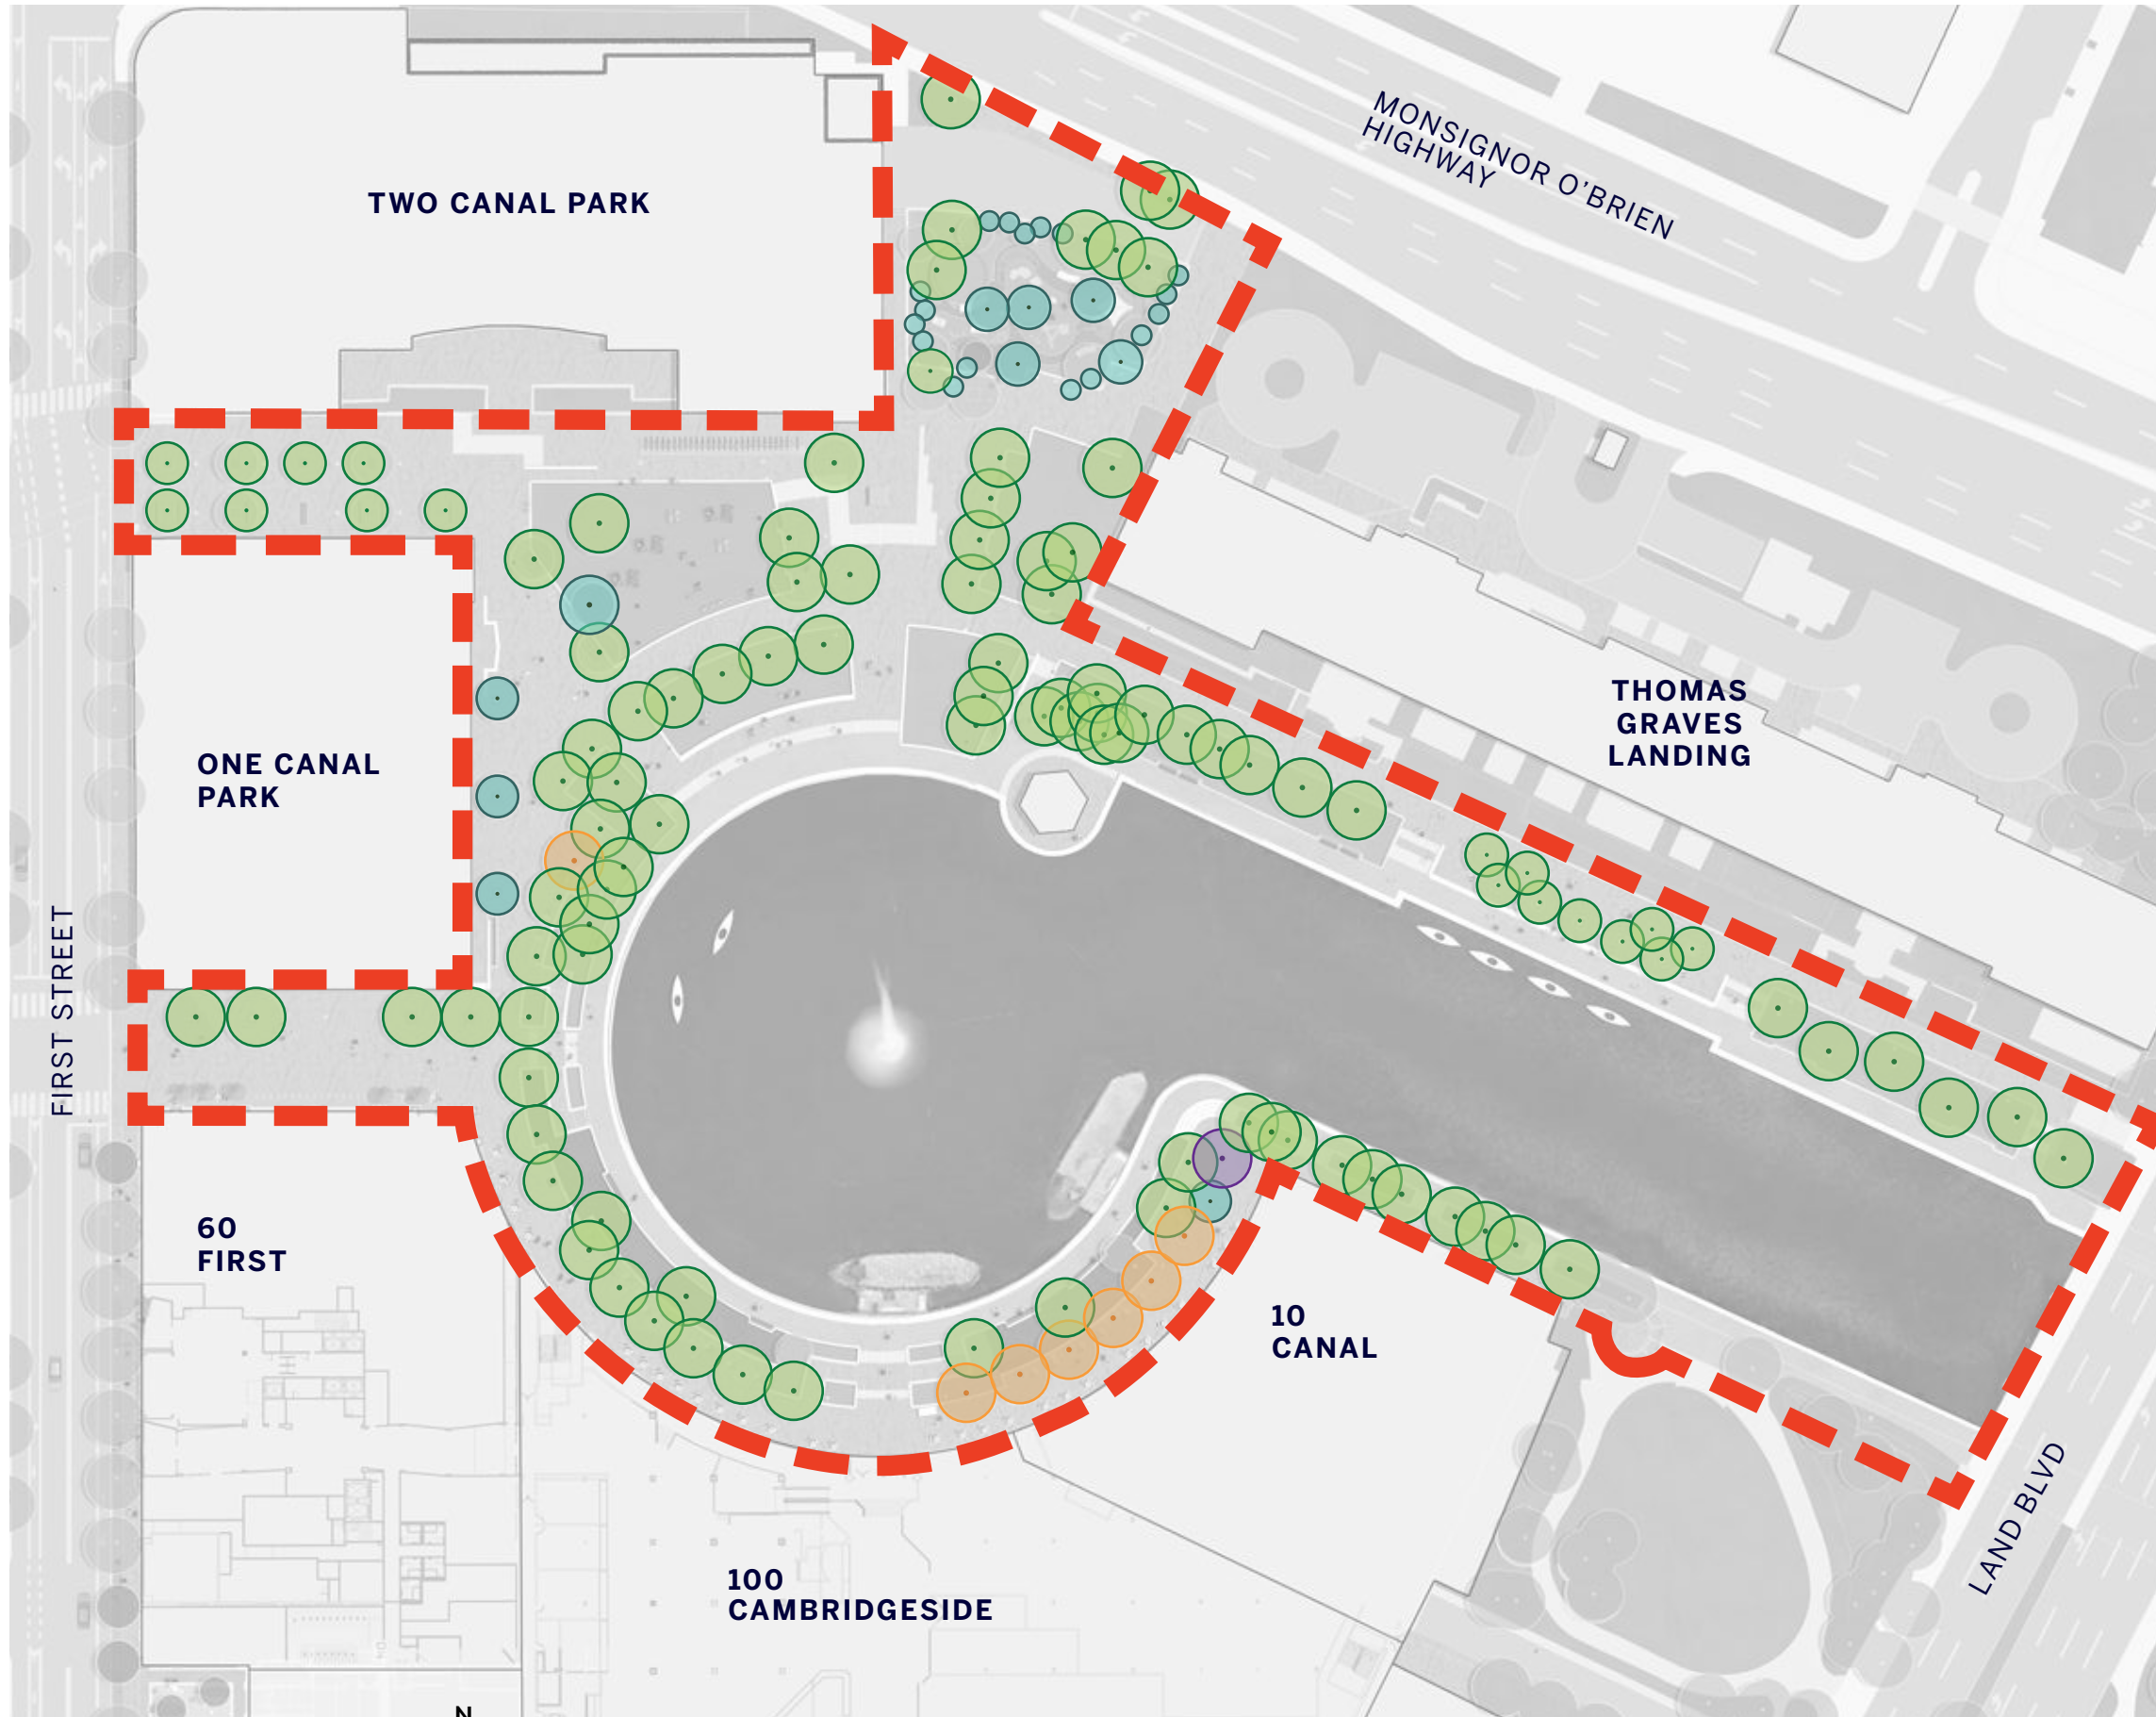 MONSIGNOR O’BRIEN
HIGHWAY
TWO CANAL PARK
THOMAS
GRAVES
LANDING
ONE CANAL
PARK
FIRST STREET
60
FIRST
10
CANAL
LAND BLVD
100
CAMBRIDGESIDE
N